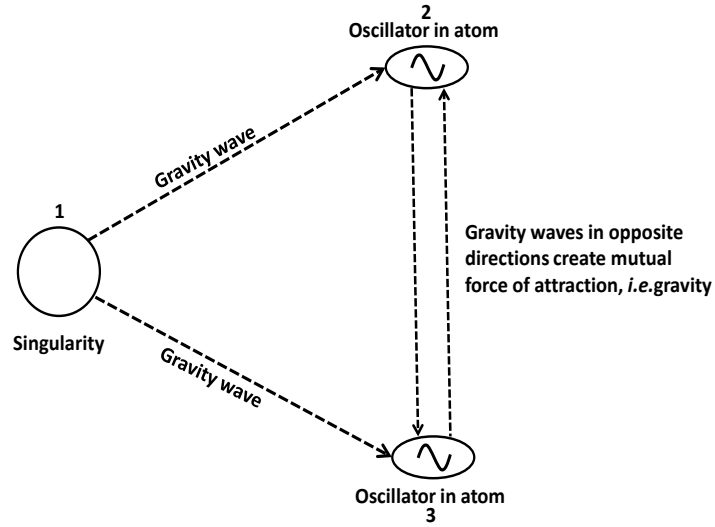 2
Oscillator in atom
Gravity wave
1
Gravity waves in opposite
directions create mutual
force of attraction, i.e.gravity
Singularity
Gravity wave
Oscillator in atom
3